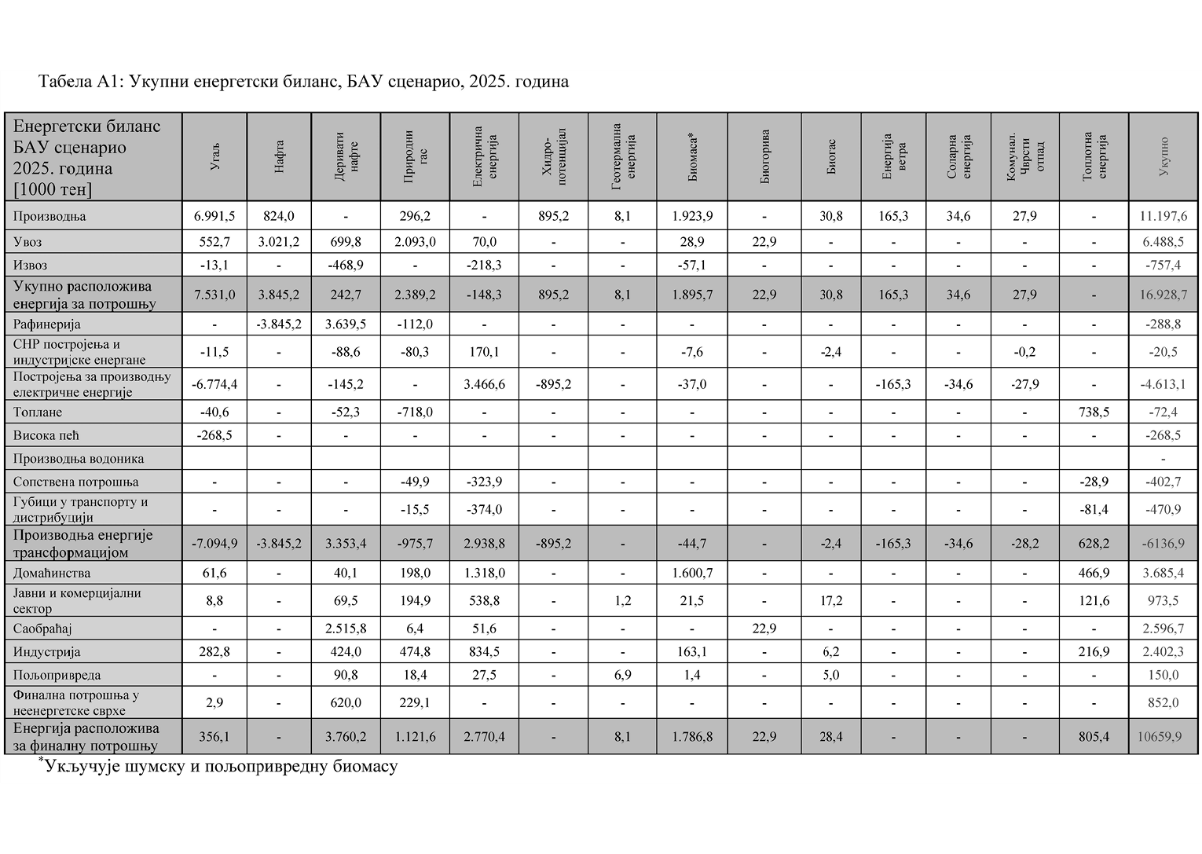 Табела А1: Укупни енергетски биланс, БАУ сценарио, 2025. година
Енергетски биланс БАУ сценарио 2025. година [1000 тен] Угаљ Нафта Деривати нафте Природни гас Електрична енергија Хидро-потенцијал Геотермална енергија Биомаса* Биогорива Биогас Енергија ветра Соларна енергија Комунал. Чврсти отпад Топлотна енергија Укупно
Производња 6.991,5 824,0 - 296,2 - 895,2 8,1 1.923,9 - 30,8 165,3 34,6 27,9 - 11.197,6
Увоз 552,7 3.021,2 699,8 2.093,0 70,0 - - 28,9 22,9 - - - - - 6.488,5
Извоз -13,1 - -468,9 - -218,3 - - -57,1 - - - - - - -757,4
Укупно расположива енергија за потрошњу 7.531,0 3.845,2 242,7 2.389,2 -148,3 895,2 8,1 1.895,7 22,9 30,8 165,3 34,6 27,9 - 16.928,7
Рафинерија - -3.845,2 3.639,5 -112,0 - - - - - - - - - - -288,8
СНР постројења и индустријске енергане -11,5 - -88,6 -80,3 170,1 - - -7,6 - -2,4 - - -0,2 - -20,5
Постројења за производњу електричне енергије -6.774,4 - -145,2 - 3.466,6 -895,2 - -37,0 - - -165,3 -34,6 -27,9 - -4.613,1
Топлане -40,6 - -52,3 -718,0 - - - - - - - - - 738,5 -72,4
Висока пећ -268,5 - - - - - - - - - - - - - -268,5
Производња водоника -
Сопствена потрошња - - - -49,9 -323,9 - - - - - - - - -28,9 -402,7
Губици у транспорту и дистрибуцији - - - -15,5 -374,0 - - - - - - - - -81,4 -470,9
Производња енергије трансформацијом -7.094,9 -3.845,2 3.353,4 -975,7 2.938,8 -895,2 - -44,7 - -2,4 -165,3 -34,6 -28,2 628,2 -6136,9
Домаћинства 61,6 - 40,1 198,0 1.318,0 - - 1.600,7 - - - - - 466,9 3.685,4
Јавни и комерцијални сектор 8,8 - 69,5 194,9 538,8 - 1,2 21,5 - 17,2 - - - 121,6 973,5
Саобраћај - - 2.515,8 6,4 51,6 - - - 22,9 - - - - - 2.596,7
Индустрија 282,8 - 424,0 474,8 834,5 - - 163,1 - 6,2 - - - 216,9 2.402,3
Пољопривреда - - 90,8 18,4 27,5 - 6,9 1,4 - 5,0 - - - - 150,0
Финална потрошња у неенергетске сврхе 2,9 - 620,0 229,1 - - - - - - - - - - 852,0
Енергија расположива за финалну потрошњу 356,1 - 3.760,2 1.121,6 2.770,4 - 8,1 1.786,8 22,9 28,4 - - - 805,4 10659,9
*Укључује шумску и пољопривредну биомасу